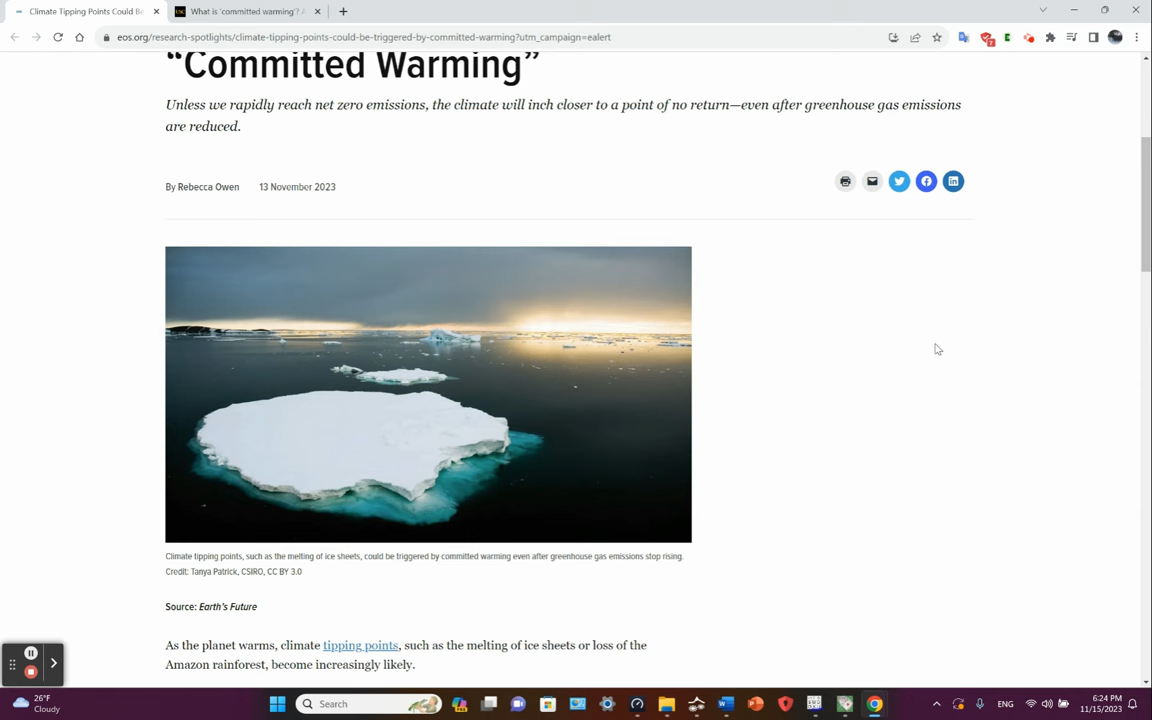 Climate Tipping Points Could Be
What is 'committed warming'? A
eos.org/research-spotlights/climate-tipping-points-could-be-triggered-by-committed-warming?utm_campaign=ealert
7
“Committed Warming”
Unless we rapidly reach net zero emissions, the climate will inch closer to a point of no return—even after greenhouse gas emissions
are reduced.
By Rebecca Owen 13 November 2023
Climate tipping points, such as the melting of ice sheets, could be triggered by committed warming even after greenhouse gas emissions stop rising.
Credit: Tanya Patrick, CSIRO, CC BY 3.0
Source: Earth's Future
As the planet warms, climate tipping points, such as the melting of ice sheets or loss of the
Amazon rainforest, become increasingly likely.
26°F
Cloudy
Search
ENG
6:24 PM
11/15/2023